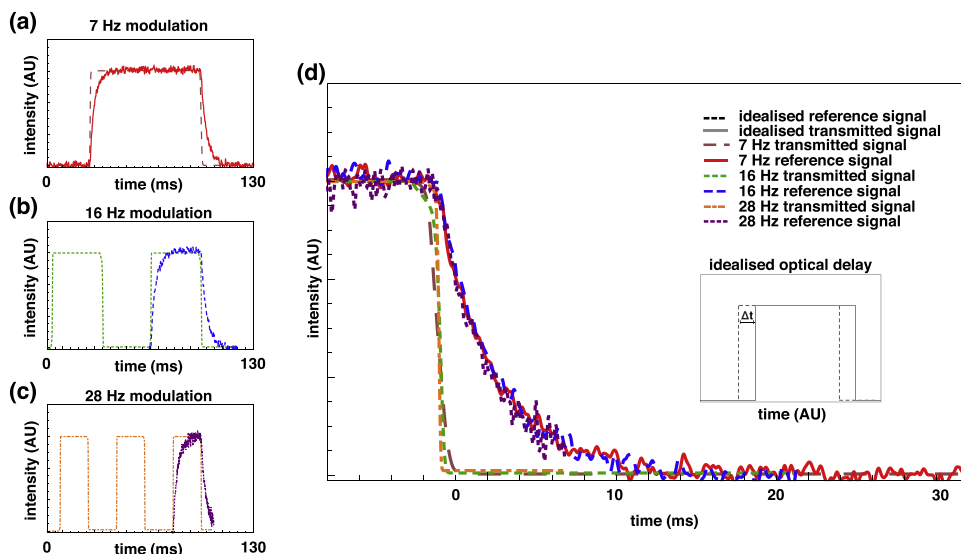 (a)
7 Hz modulation
intensity (AU)
0
time (ms)
130
(b)
16 Hz modulation
intensity (AU)
0
time (ms)
130
(c)
28 Hz modulation
intensity (AU)
0
time (ms)
130
(d)
intensity (AU)
idealised reference signal
idealised transmitted signal
7 Hz transmitted signal
7 Hz reference signal
16 Hz transmitted signal
16 Hz reference signal
28 Hz transmitted signal
28 Hz reference signal
idealised optical delay
Δt
time (AU)
0
10
20
30
time (ms)